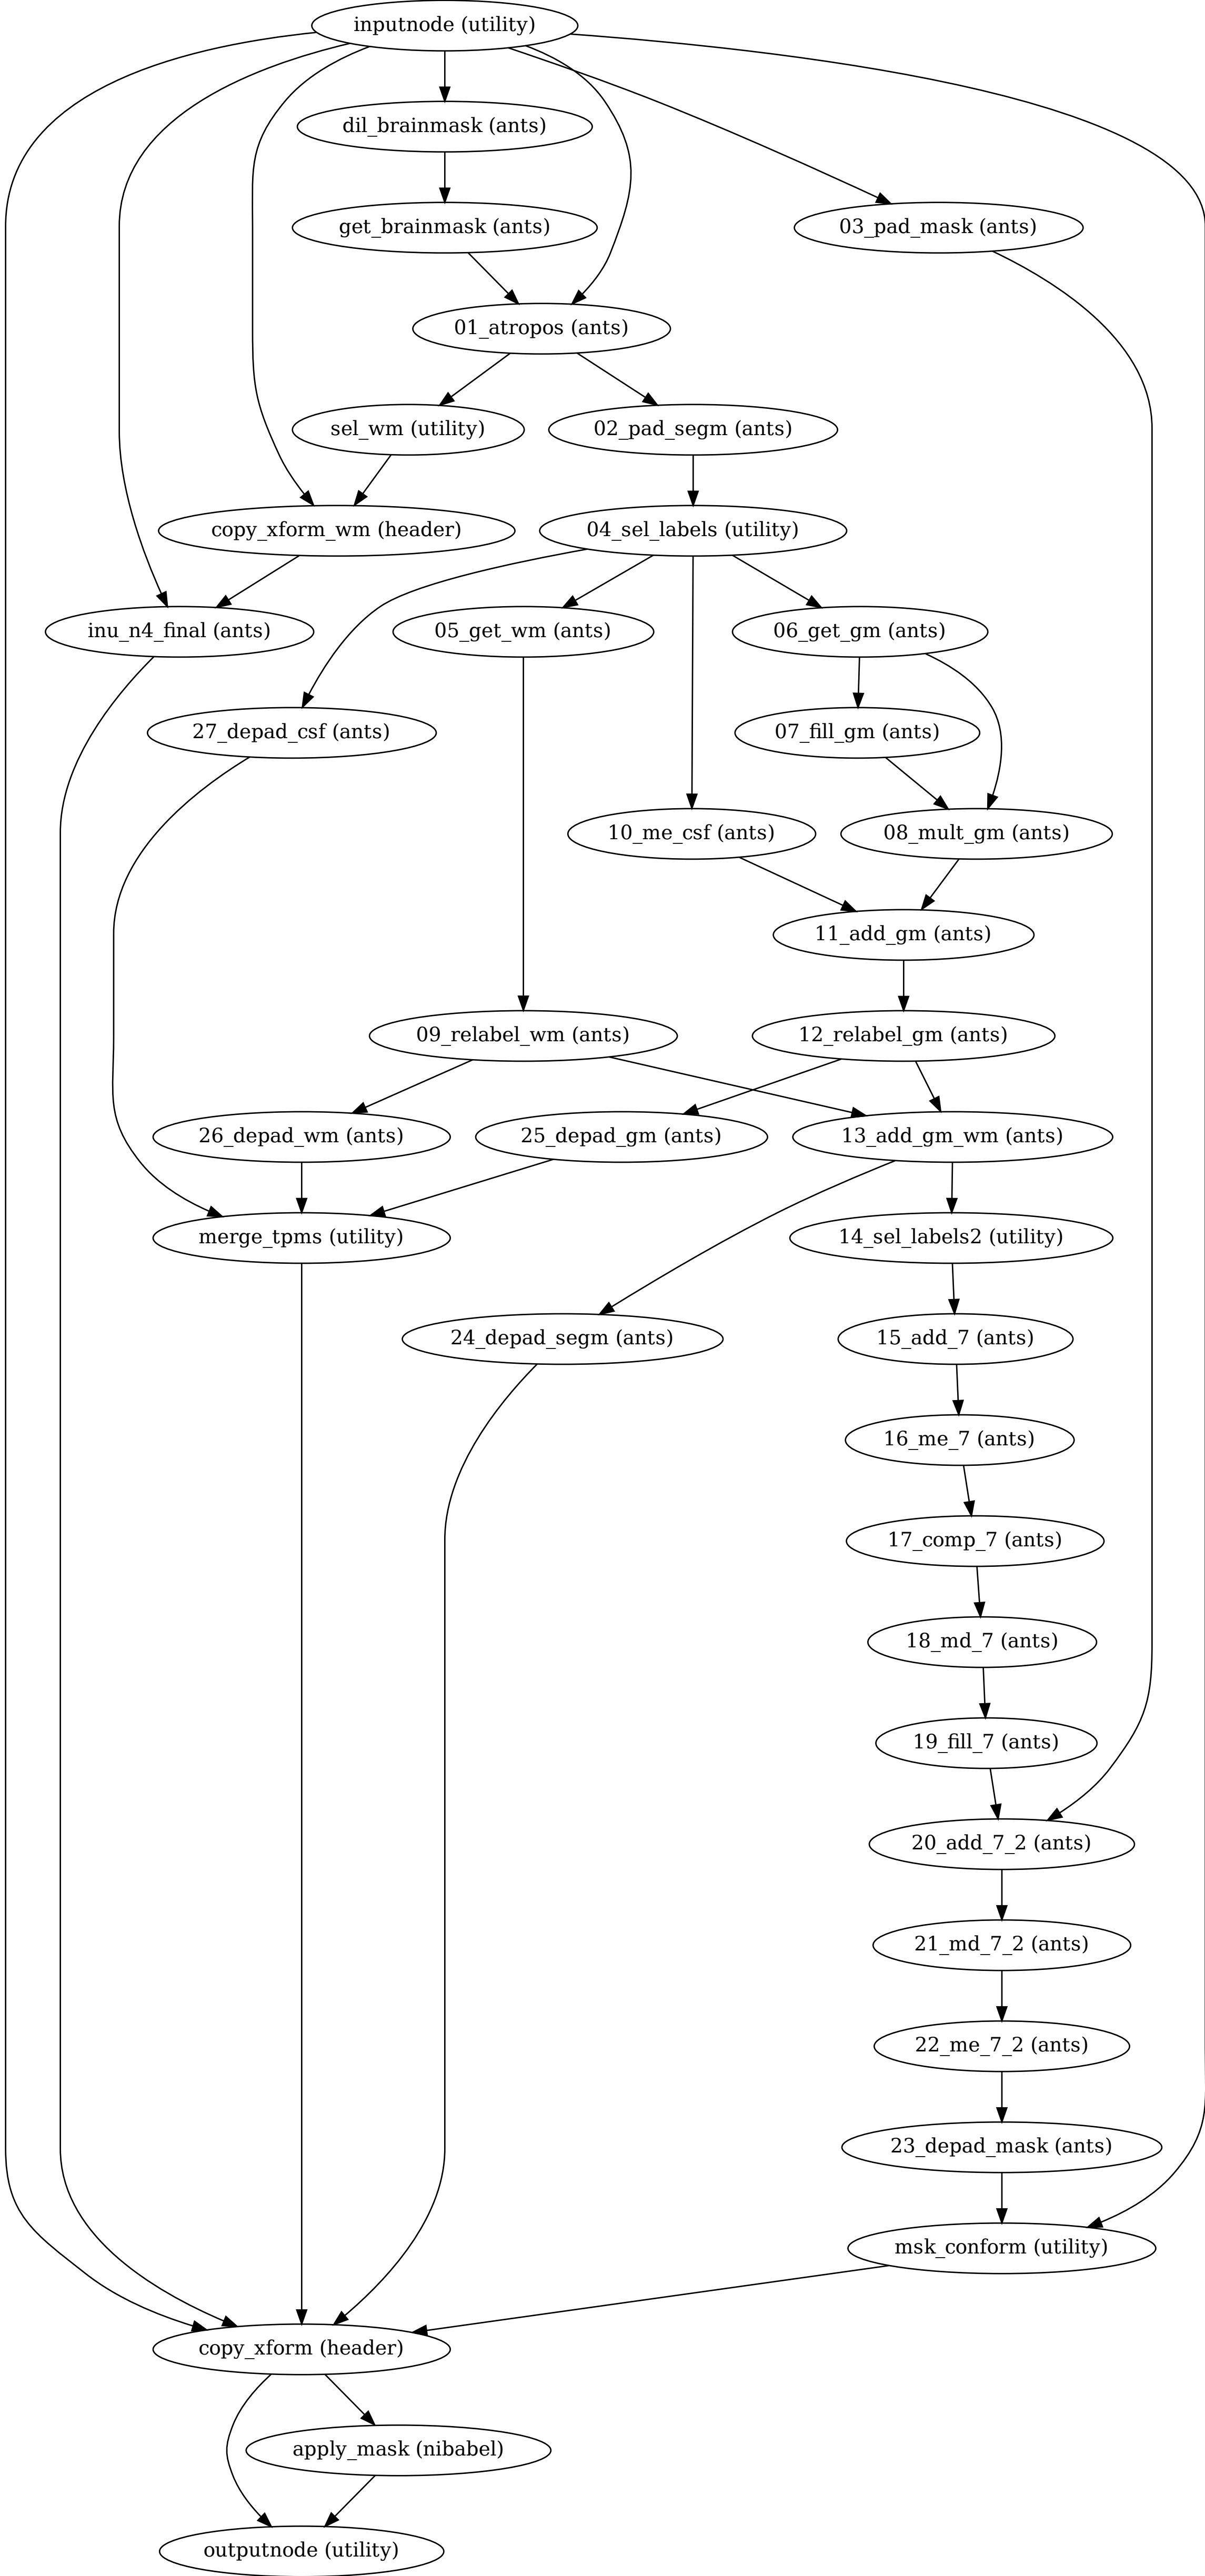 inputnode (utility)
dil_brainmask (ants)
get_brainmask (ants)
03_pad_mask (ants)
01_atropos (ants)
sel_wm (utility)
02_pad_segm (ants)
copy_xform_wm (header)
04_sel_labels (utility)
inu_n4_final (ants)
05_get_wm (ants)
06_get_gm (ants)
27_depad_csf (ants)
07_fill_gm (ants)
10_me_csf (ants)
08_mult_gm (ants)
11_add_gm (ants)
09_relabel_wm (ants)
12_relabel_gm (ants)
26_depad_wm (ants)
25_depad_gm (ants)
13_add_gm_wm (ants)
merge_tpms (utility)
14_sel_labels2 (utility)
24_depad_segm (ants)
15_add_7 (ants)
16_me_7 (ants)
17_comp_7 (ants)
18_md_7 (ants)
19_fill_7 (ants)
20_add_7_2 (ants)
21_md_7_2 (ants)
22_me_7_2 (ants)
23_depad_mask (ants)
msk_conform (utility)
copy_xform (header)
apply_mask (nibabel)
outputnode (utility)